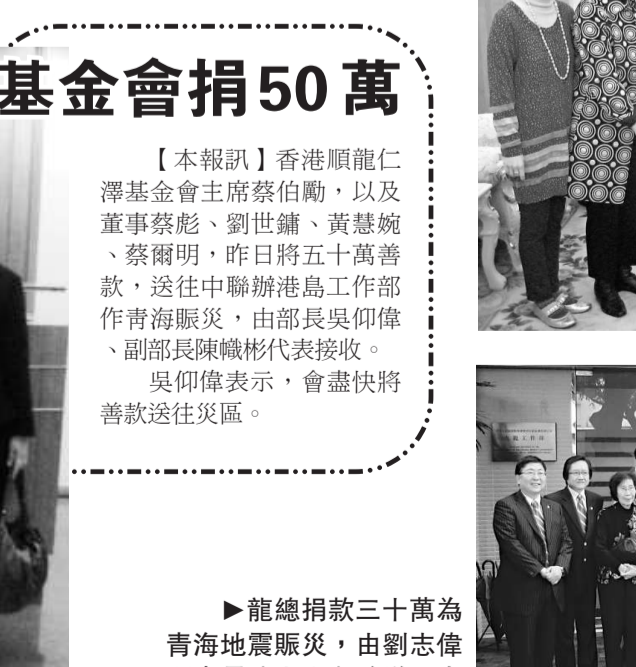 基金會捐50萬
【本報訊】香港順龍仁
澤基金會主席蔡伯勵，以及
董事蔡彪、劉世鏞、黃慧婉
、蔡爾明，昨日將五十萬善
款，送往中聯辦港島工作部
作青海賑災，由部長吳仰偉
、副部長陳幟彬代表接收。
吳仰偉表示，會盡快將
善款送往災區。
▶龍總捐款三十萬為
青海地震賑災，由劉志偉